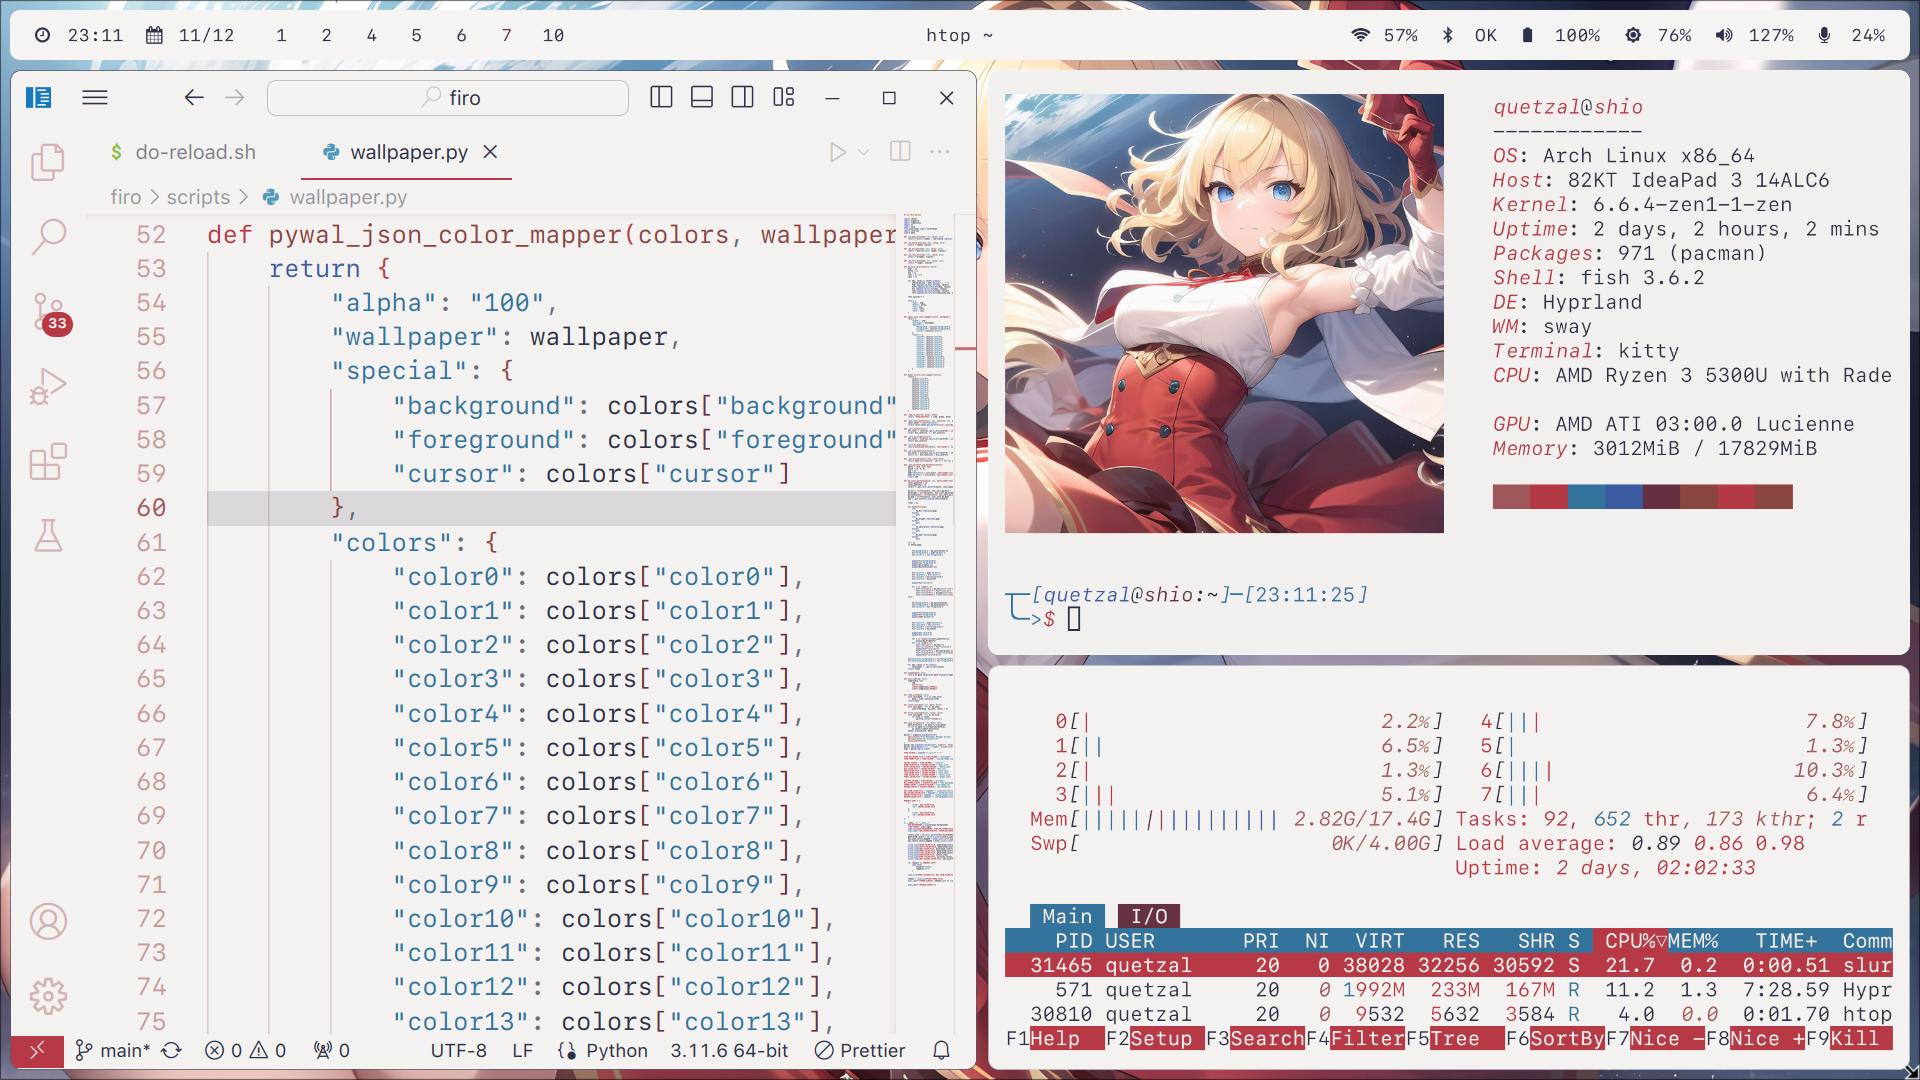 23:11 11/12 1 2 4 5 6 7 10 htop ~ 57% OK 100% 76% 127% 24%
firo
$ do-reload.sh wallpaper.py
firo > scripts > wallpaper.py
33
52 def pywal_json_color_mapper(colors, wallpaper
53 return {
54 "alpha": "100",
55 "wallpaper": wallpaper,
56 "special": {
57 "background": colors["background"
58 "foreground": colors["foreground"
59 "cursor": colors["cursor"]
60 },
61 "colors": {
62 "color0": colors["color0"],
63 "color1": colors["color1"],
64 "color2": colors["color2"],
65 "color3": colors["color3"],
66 "color4": colors["color4"],
67 "color5": colors["color5"],
68 "color6": colors["color6"],
69 "color7": colors["color7"],
70 "color8": colors["color8"],
71 "color9": colors["color9"],
72 "color10": colors["color10"],
73 "color11": colors["color11"],
74 "color12": colors["color12"],
75 "color13": colors["color13"],
main* 0 0 0 UTF-8 LF Python 3.11.6 64-bit Prettier
quetzal@shio
------------
OS: Arch Linux x86_64
Host: 82KT IdeaPad 3 14ALC6
Kernel: 6.6.4-zen1-1-zen
Uptime: 2 days, 2 hours, 2 mins
Packages: 971 (pacman)
Shell: fish 3.6.2
DE: Hyprland
WM: sway
Terminal: kitty
CPU: AMD Ryzen 3 5300U with Rade
GPU: AMD ATI 03:00.0 Lucienne
Memory: 3012MiB / 17829MiB
[quetzal@shio:~]─[23:11:25]
>$
0[| 2.2%] 4[||| 7.8%]
1[|| 6.5%] 5[| 1.3%]
2[| 1.3%] 6[|||| 10.3%]
3[||| 5.1%] 7[||| 6.4%]
Mem[|||||/|||||||||| 2.82G/17.4G] Tasks: 92, 652 thr, 173 kthr; 2 r
Swp[ 0K/4.00G] Load average: 0.89 0.86 0.98
Uptime: 2 days, 02:02:33
Main I/O
PID USER PRI NI VIRT RES SHR S CPU%▽MEM% TIME+ Comm
31465 quetzal 20 0 38028 32256 30592 S 21.7 0.2 0:00.51 slur
571 quetzal 20 0 1992M 233M 167M R 11.2 1.3 7:28.59 Hypr
30810 quetzal 20 0 9532 5632 3584 R 4.0 0.0 0:01.70 htop
F1Help F2Setup F3SearchF4FilterF5Tree F6SortByF7Nice -F8Nice +F9Kill